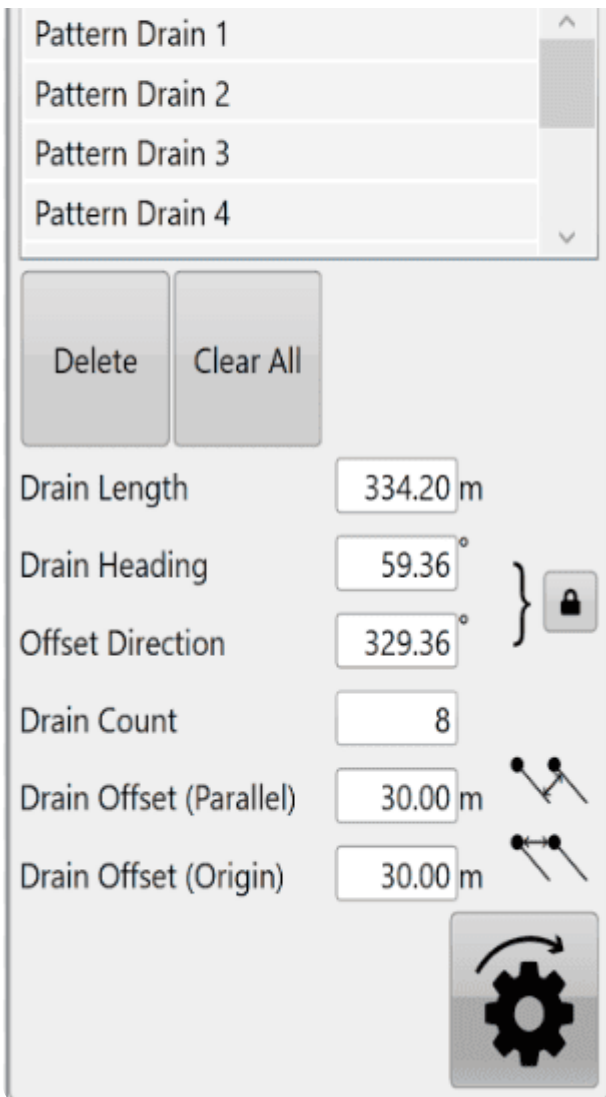 Pattern Drain 1
Pattern Drain 2
Pattern Drain 3
Pattern Drain 4
Delete Clear All
Drain Length 334.20 m
Drain Heading 59.36 °
Offset Direction 329.36 °
Drain Count 8
Drain Offset (Parallel) 30.00 m
Drain Offset (Origin) 30.00 m